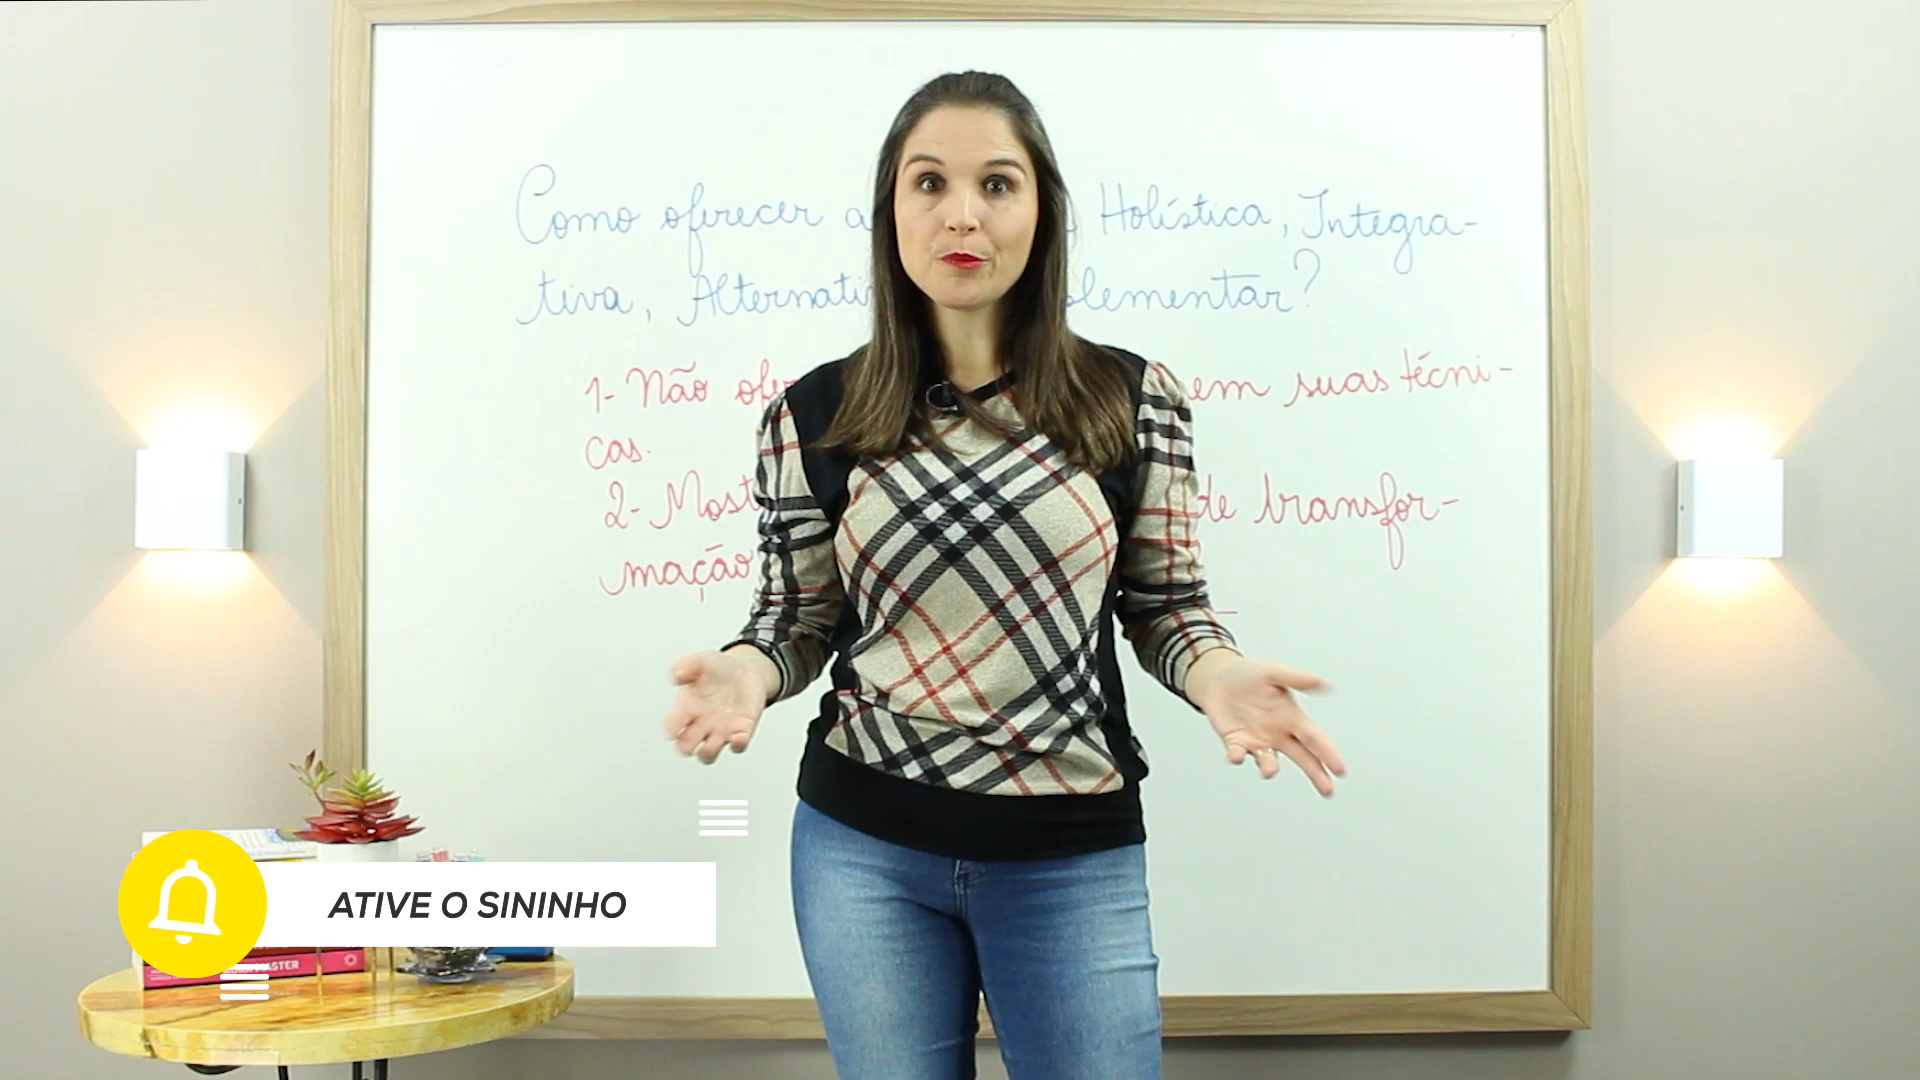 Como oferecer a Holística, Integra-
tiva, Alternati plementar?
1- Não ofe em suas técni-
cas.
2- Most de transfor-
mação
ATIVE O SININHO
MASTER